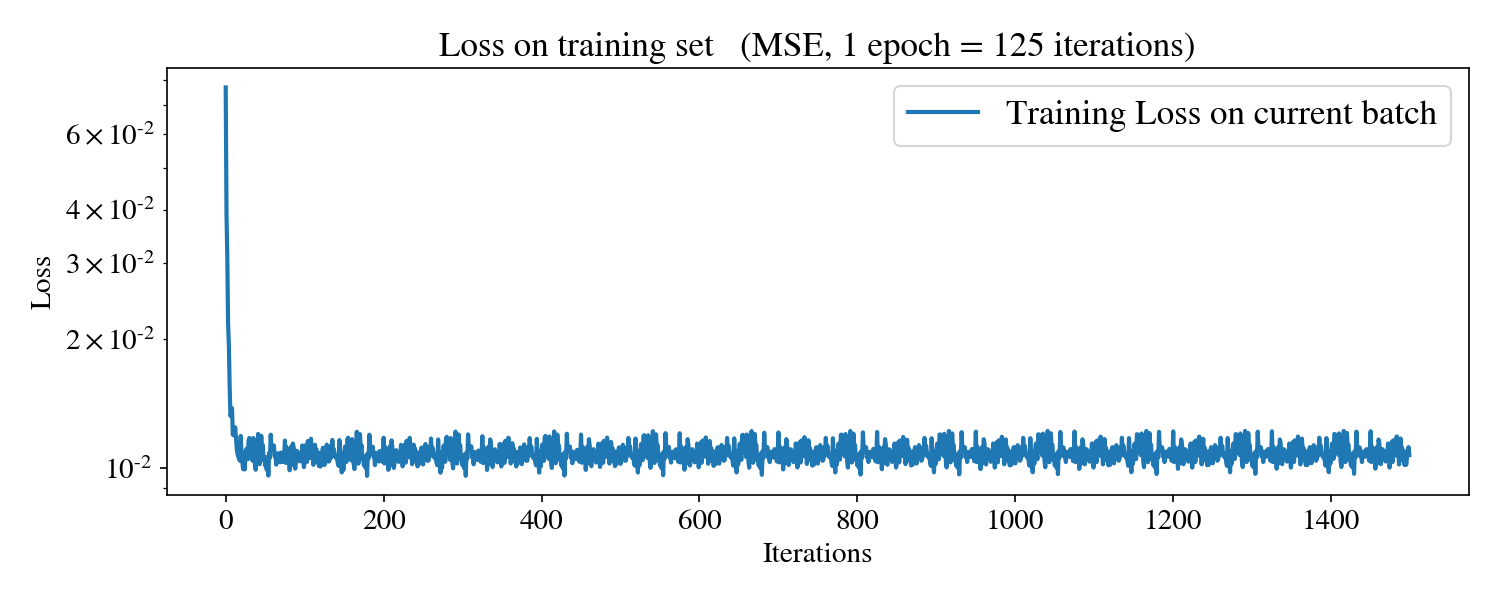 Loss on training set (MSE, 1 epoch = 125 iterations)
Training Loss on current batch
6×10⁻²
4×10⁻²
3×10⁻²
2×10⁻²
10⁻²
Loss
0 200 400 600 800 1000 1200 1400
Iterations